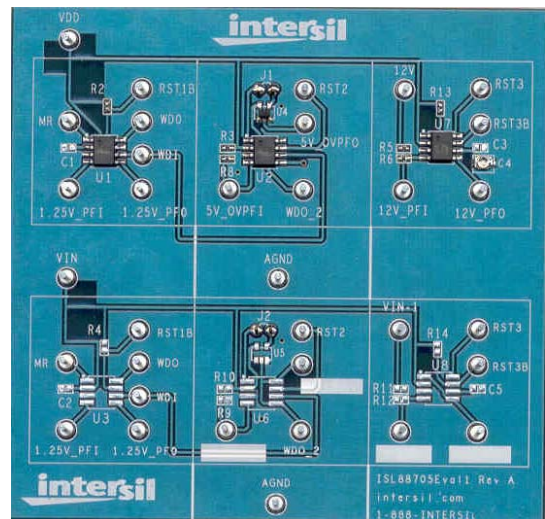 intersil
VDD
J1
12V
R13
RST3
R2
RST1B
RST2
U4
MR
WDO
U7
RST3B
5V_OVPFO
R3
R5
C3
C1
WDI
R8
R6
C4
U1
U2
1.25V_PFI
1.25V_PFO
5V_OVPFI
WDO_2
12V_PFI
12V_PFO
VIN
AGND
J2
VIN-1
R4
RST1B
RST2
R14
RST3
U5
MR
WDO
U8
RST3B
R10
R11
C5
C2
WDI
R9
R12
U3
U6
1.25V_PFI
1.25V_PFO
WDO_2
ISL88705Eval1 Rev A
intersil
AGND
intersil.com
1-888-INTERSIL